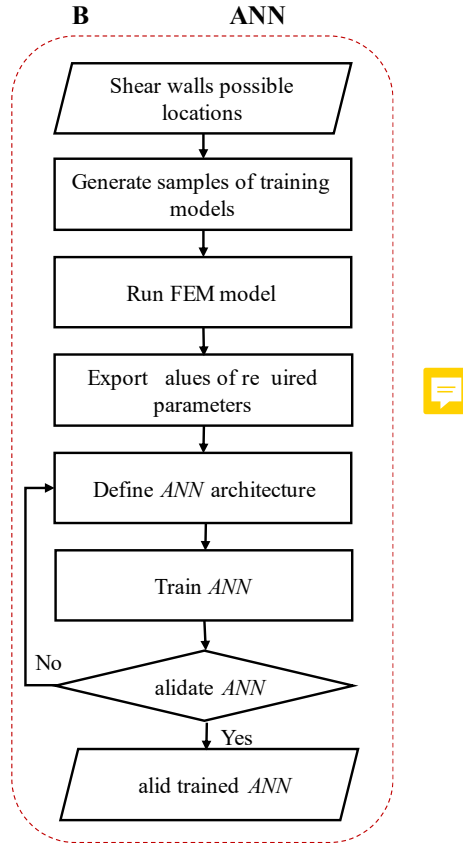 B ANN
Shear walls possible
locations
Generate samples of training
models
Run FEM model
Export alues of re uired
parameters
Define ANN architecture
Train ANN
No
alidate ANN
Yes
alid trained ANN